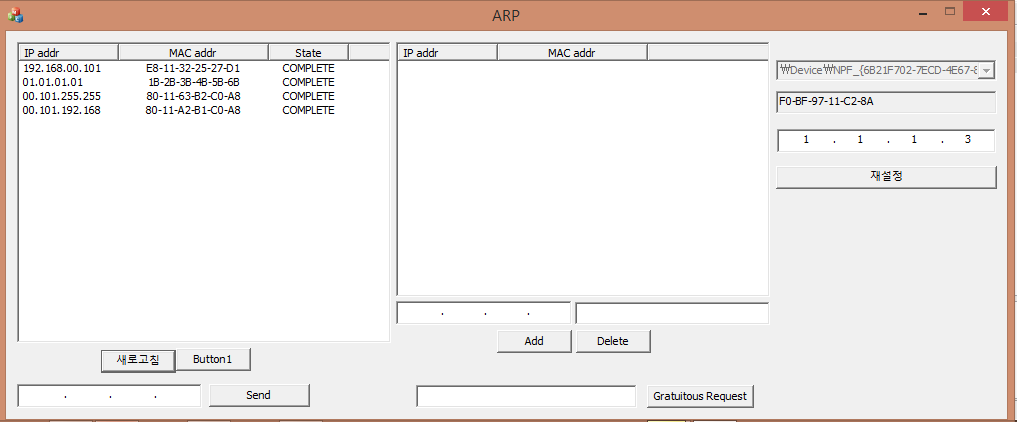 ARP
IP addr MAC addr State
192.168.00.101 E8-11-32-25-27-D1 COMPLETE
01.01.01.01 1B-2B-3B-4B-5B-6B COMPLETE
00.101.255.255 80-11-63-B2-C0-A8 COMPLETE
00.101.192.168 80-11-A2-B1-C0-A8 COMPLETE
새로고침 Button1
. . . Send
IP addr MAC addr
. . .
Add Delete
Gratuitous Request
₩Device₩NPF_{6B21F702-7ECD-4E67-8
F0-BF-97-11-C2-8A
1 . 1 . 1 . 3
재설정